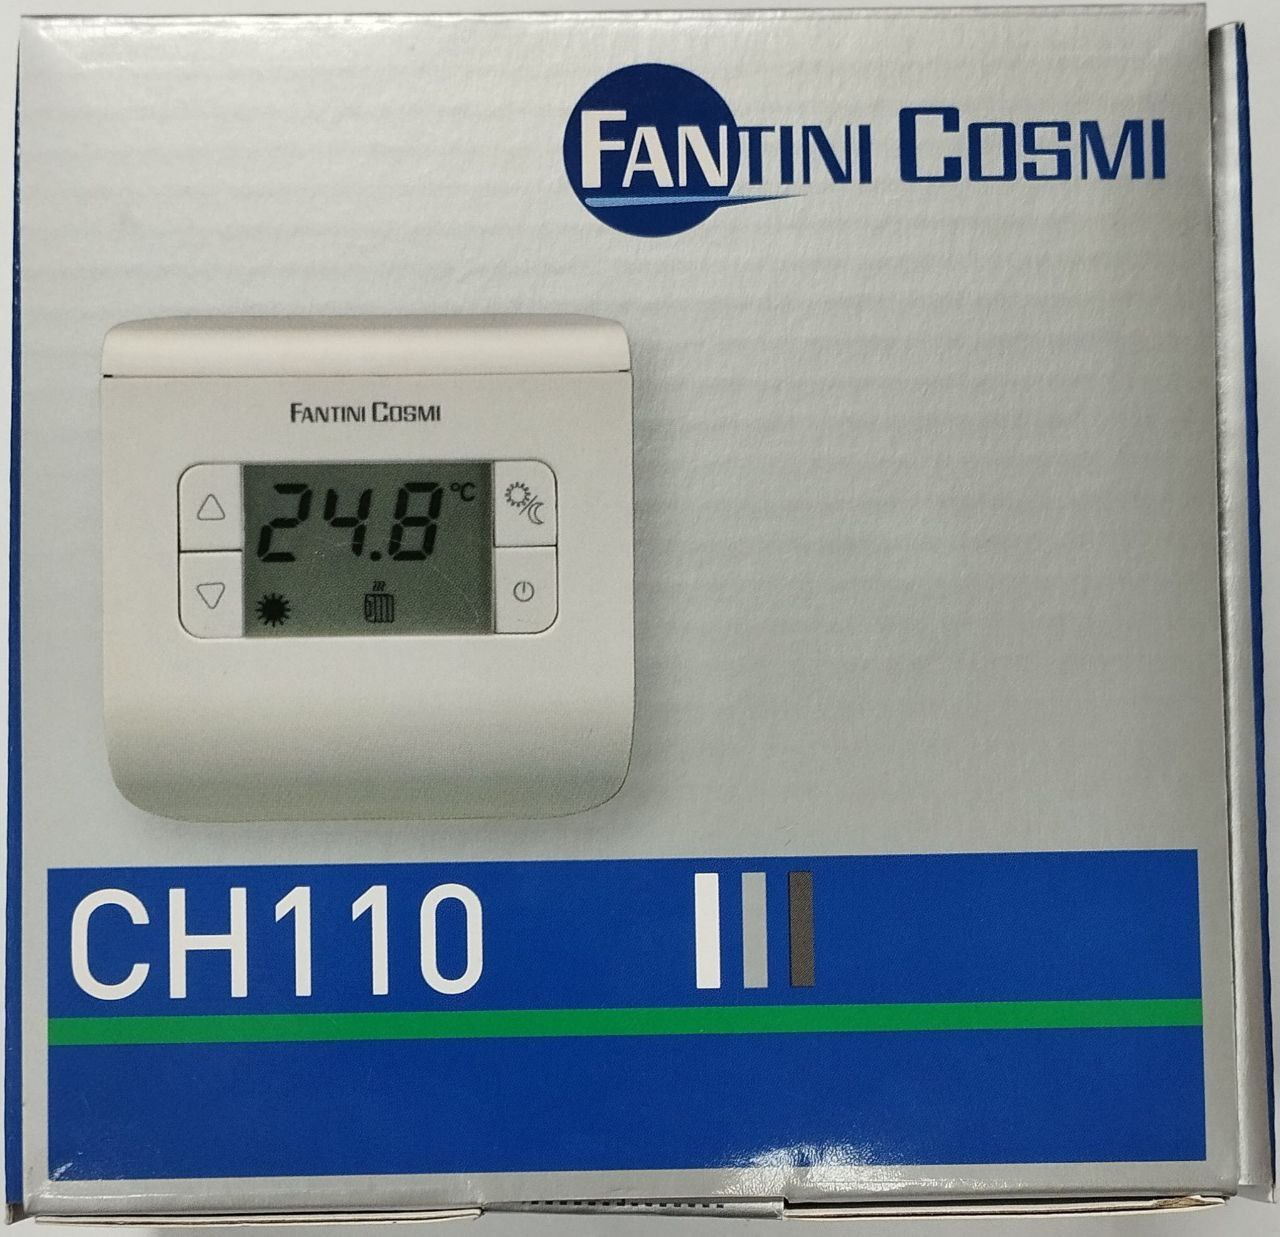 FANTINI COSMI
FANTINI COSMI
24.8 °C
CH110